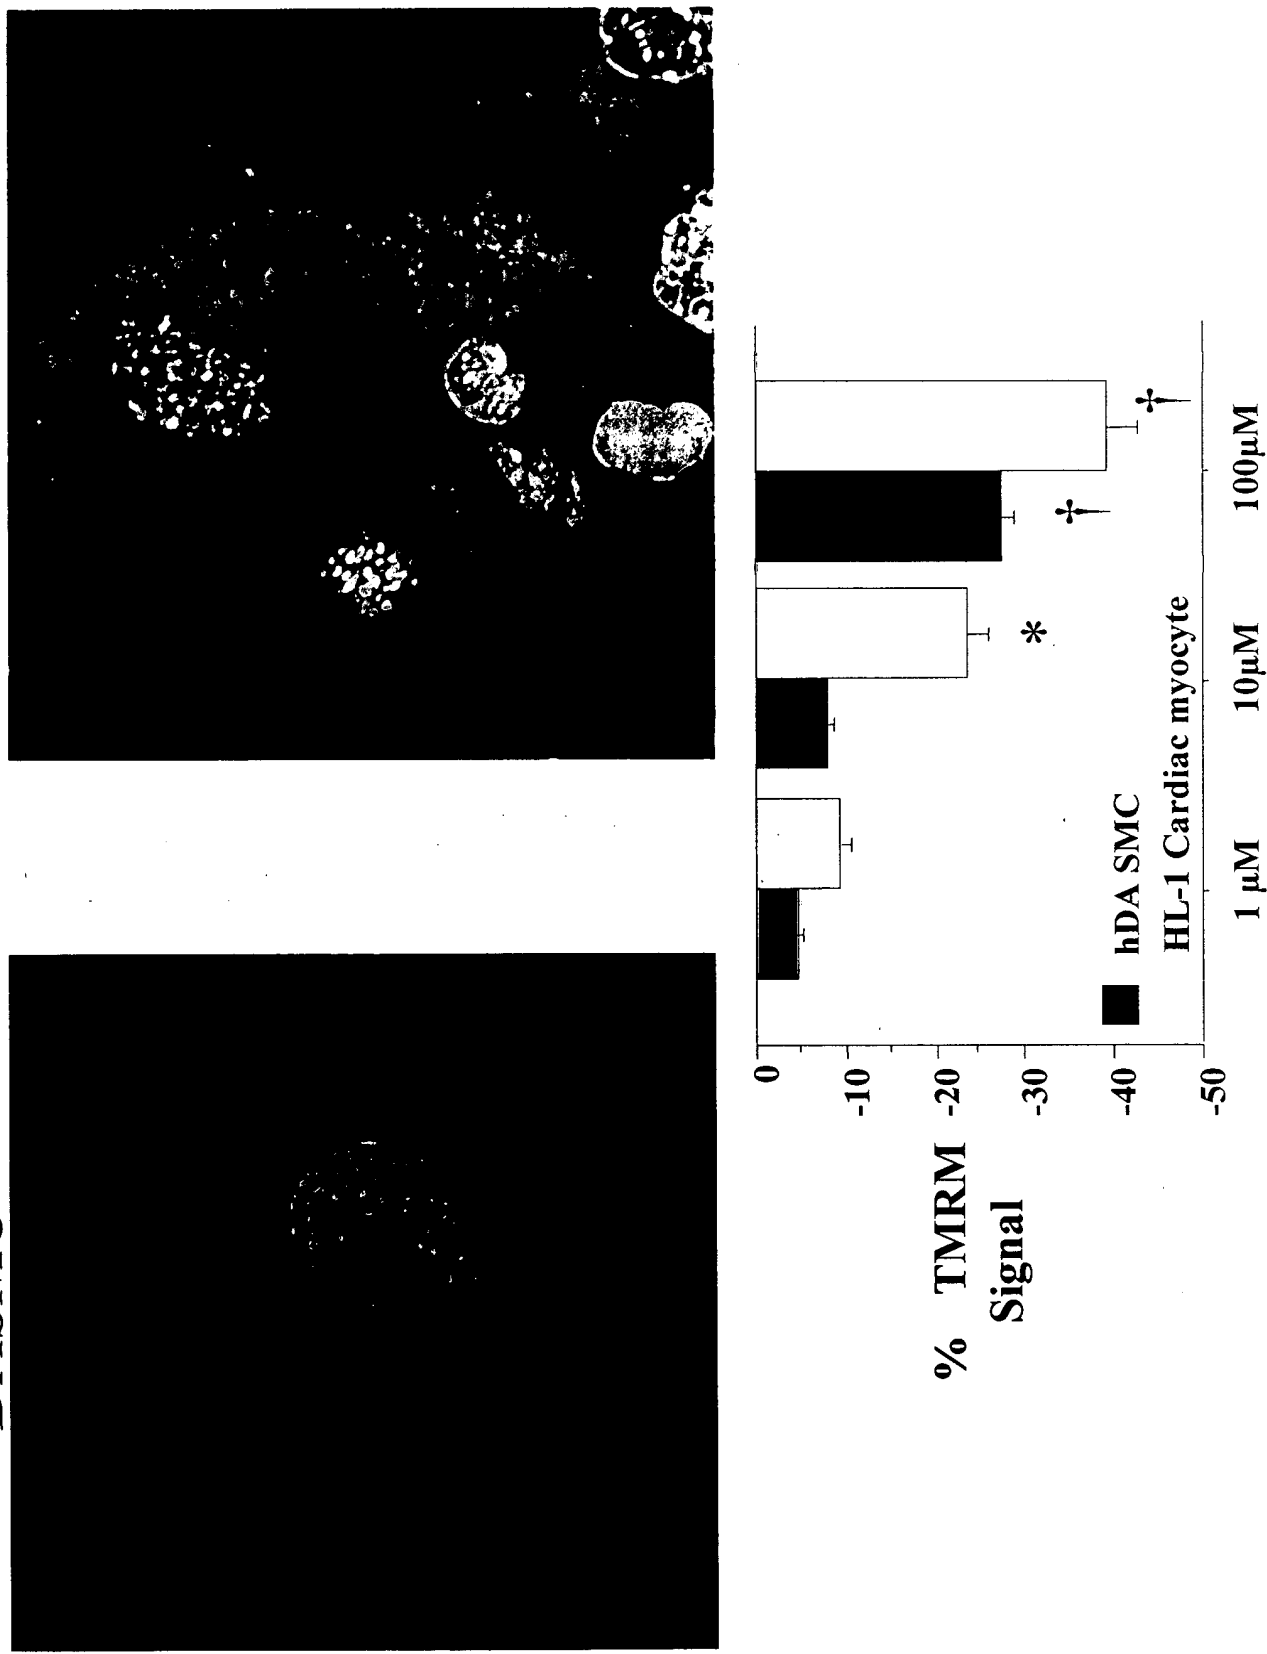 % TMRM
Signal
0
-10
-20
-30
-40
-50
*
†
†
hDA SMC
HL-1 Cardiac myocyte
1 μM
10μM
100μM